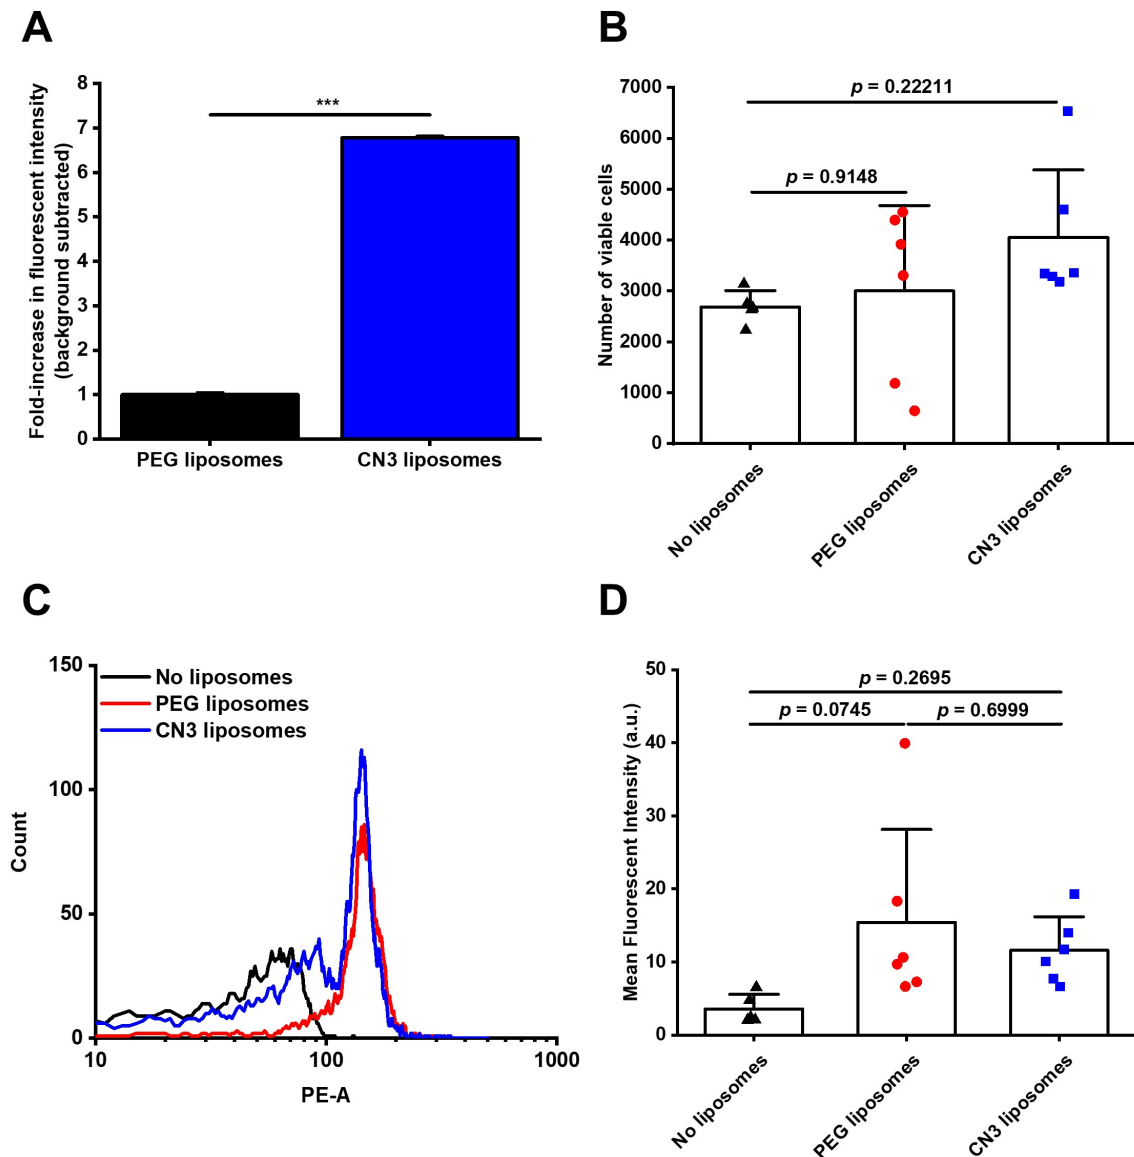 A
Fold-increase in fluorescent intensity
(background subtracted)
8
7
6
5
4
3
2
1
0
***
PEG liposomes
CN3 liposomes
B
Number of viable cells
7000
6000
5000
4000
3000
2000
1000
0
p = 0.22211
p = 0.9148
No liposomes
PEG liposomes
CN3 liposomes
C
Count
150
100
50
0
No liposomes
PEG liposomes
CN3 liposomes
10
100
1000
PE-A
D
Mean Fluorescent Intensity (a.u.)
50
40
30
20
10
0
p = 0.2695
p = 0.0745
p = 0.6999
No liposomes
PEG liposomes
CN3 liposomes